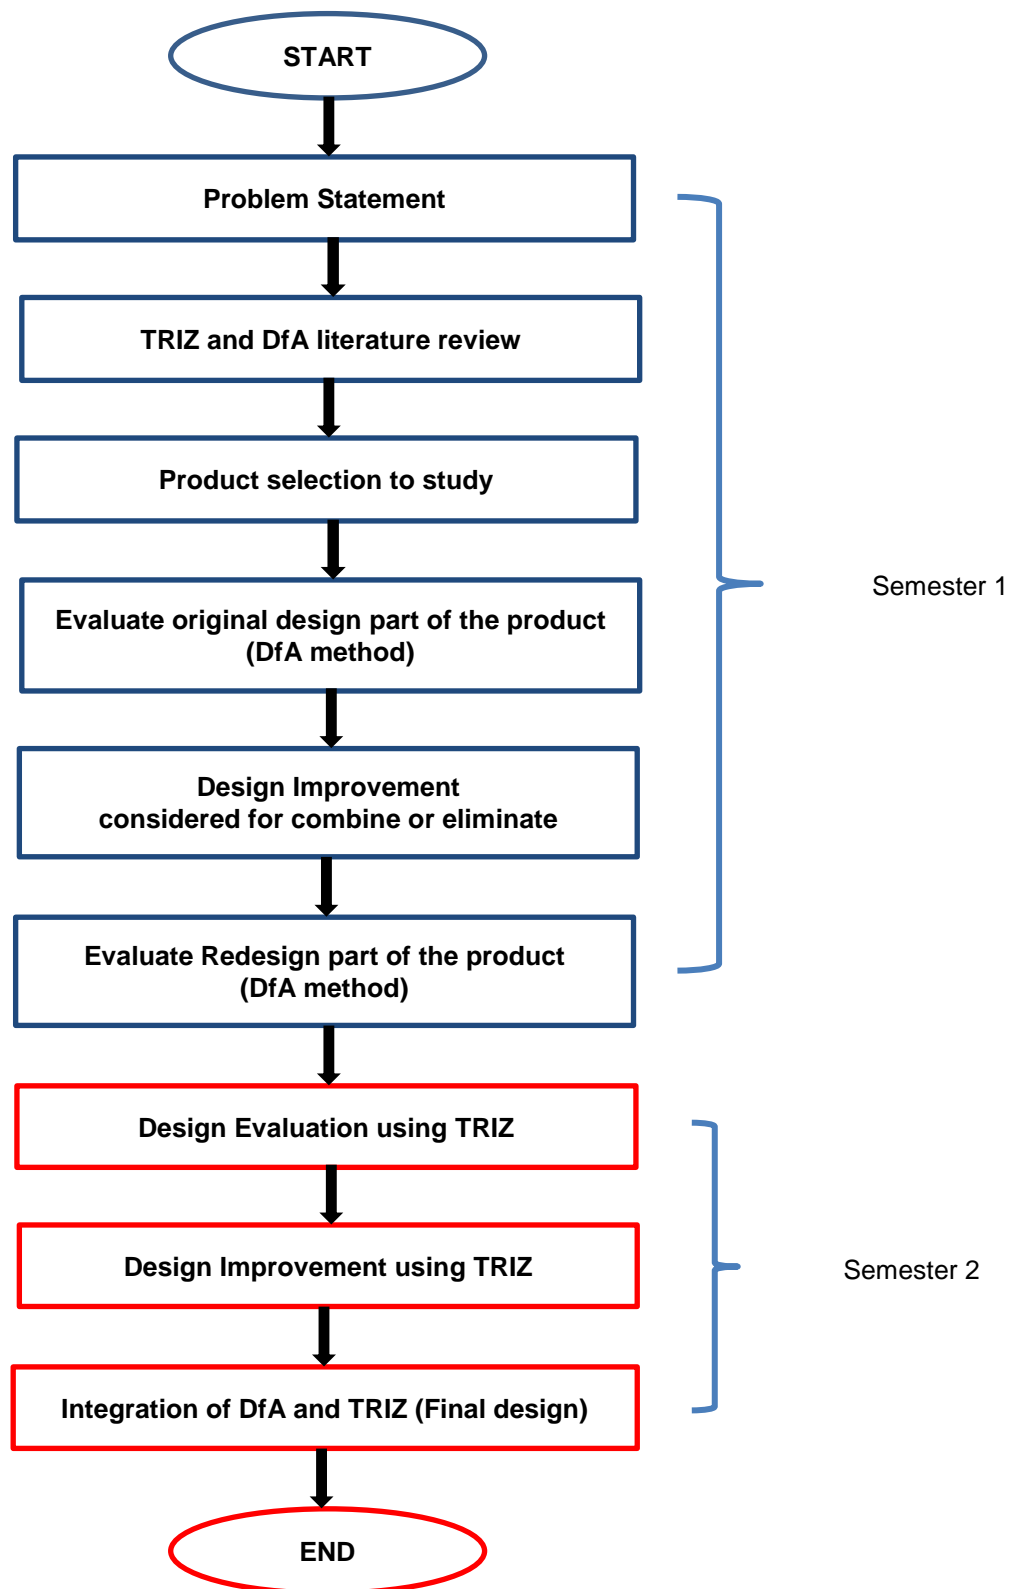 START
Problem Statement
TRIZ and DfA literature review
Product selection to study
Evaluate original design part of the product
(DfA method)
Semester 1
Design Improvement
considered for combine or eliminate
Evaluate Redesign part of the product
(DfA method)
Design Evaluation using TRIZ
Design Improvement using TRIZ
Semester 2
Integration of DfA and TRIZ (Final design)
END